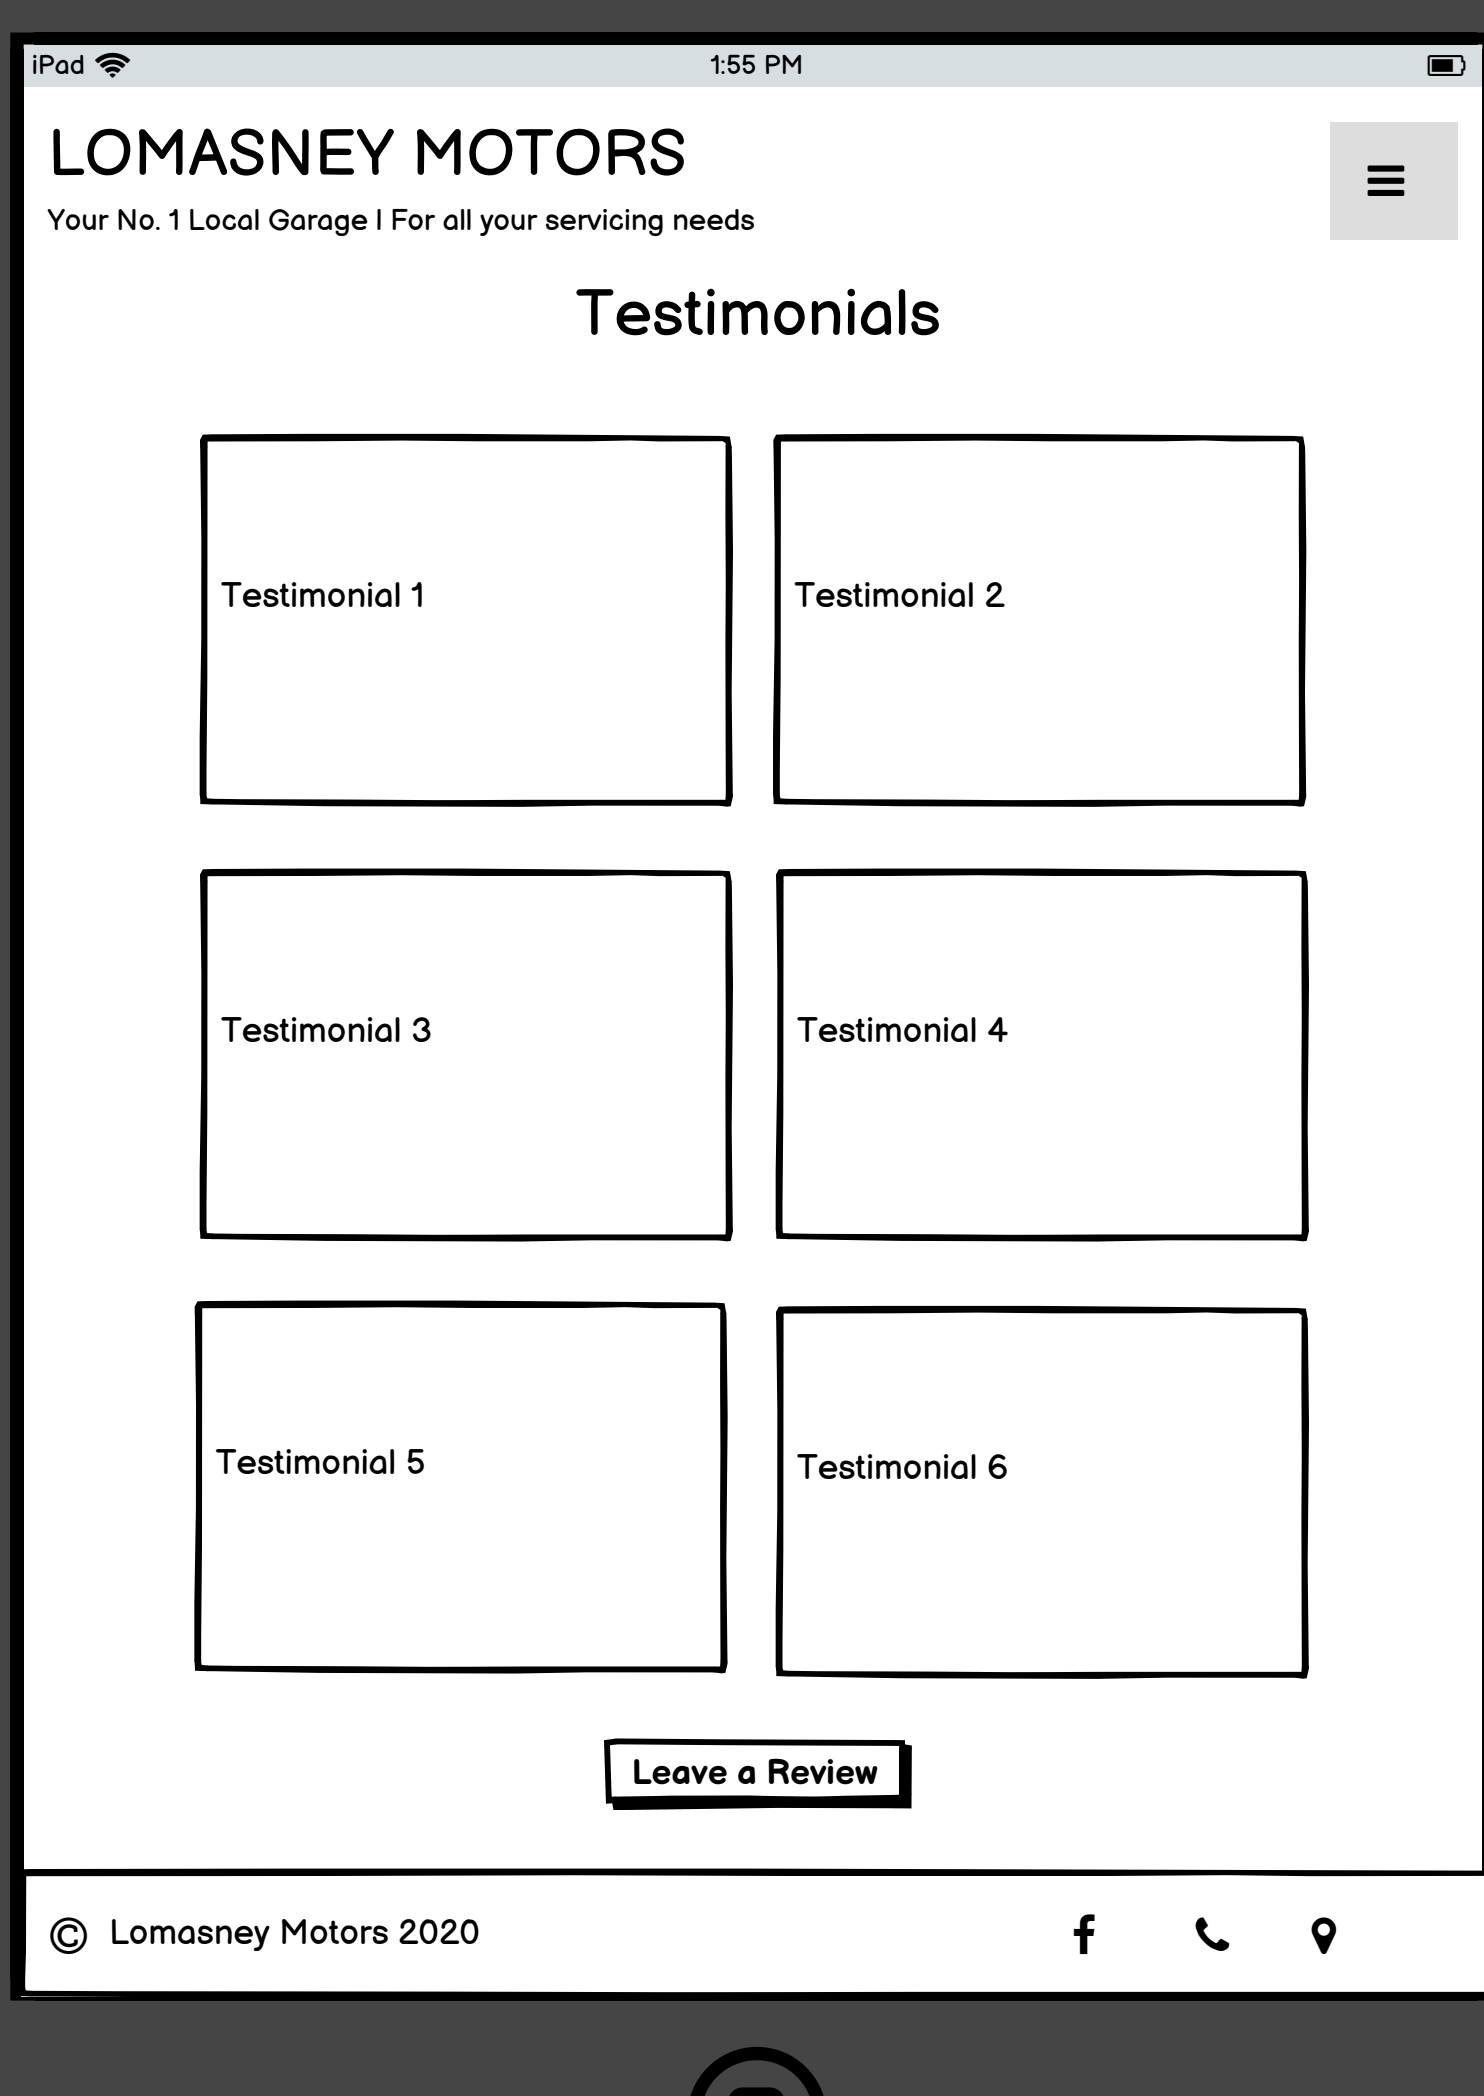 iPad
1:55 PM
LOMASNEY MOTORS
Your No. 1 Local Garage | For all your servicing needs
Testimonials
Testimonial 1
Testimonial 2
Testimonial 3
Testimonial 4
Testimonial 5
Testimonial 6
Leave a Review
© Lomasney Motors 2020